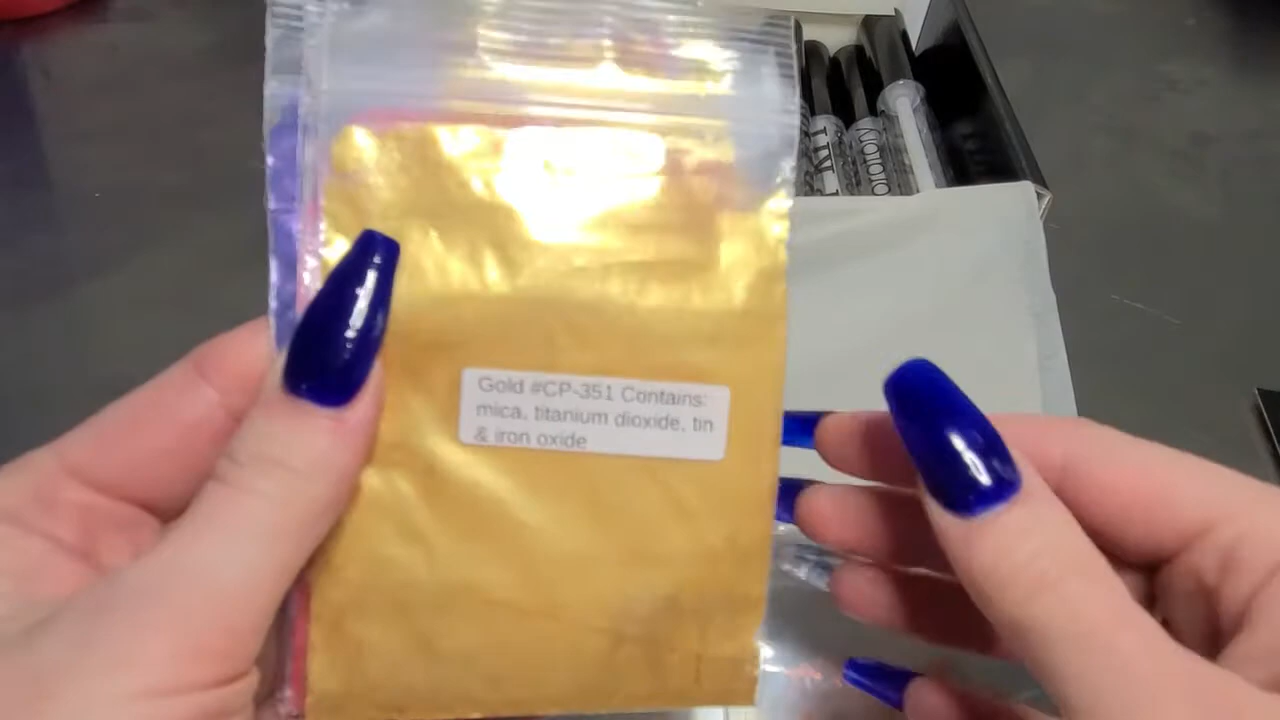 Gold #CP-351 Contains:
mica, titanium dioxide, tin
& iron oxide